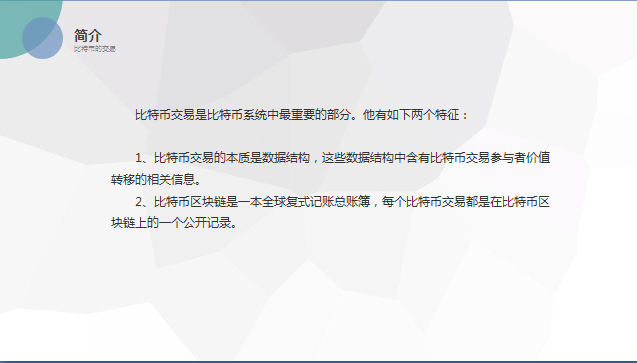 简介
比特币的交易
比特币交易是比特币系统中最重要的部分。他有如下两个特征：
1、比特币交易的本质是数据结构，这些数据结构中含有比特币交易参与者价值
转移的相关信息。
2、比特币区块链是一本全球复式记账总账簿，每个比特币交易都是在比特币区
块链上的一个公开记录。